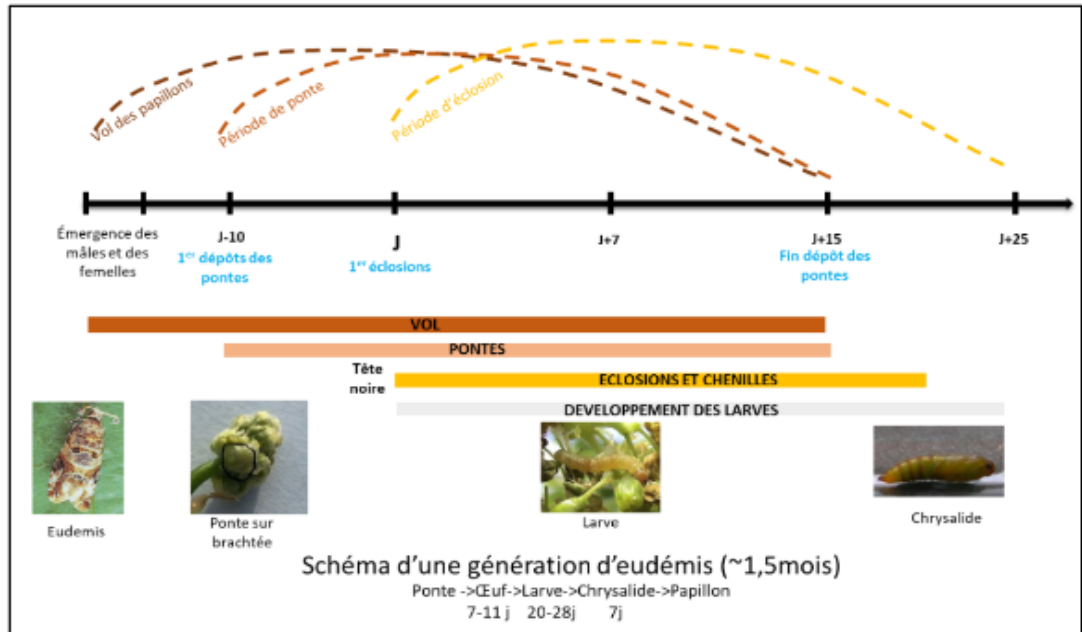 Vol des papillons
Période de ponte
Période d'éclosion
Émergence des
mâles et des
femelles
J-10
1er dépôts des
pontes
J
1er éclosions
J+7
J+15
Fin dépôt des
pontes
J+25
VOL
PONTES
Tête
noire
ECLOSIONS ET CHENILLES
DEVELOPPEMENT DES LARVES
Eudemis
Ponte sur
brachtée
Larve
Chrysalide
Schéma d'une génération d'eudémis (~1,5mois)
Ponte ->Œuf->Larve->Chrysalide->Papillon
7-11 j 20-28j 7j